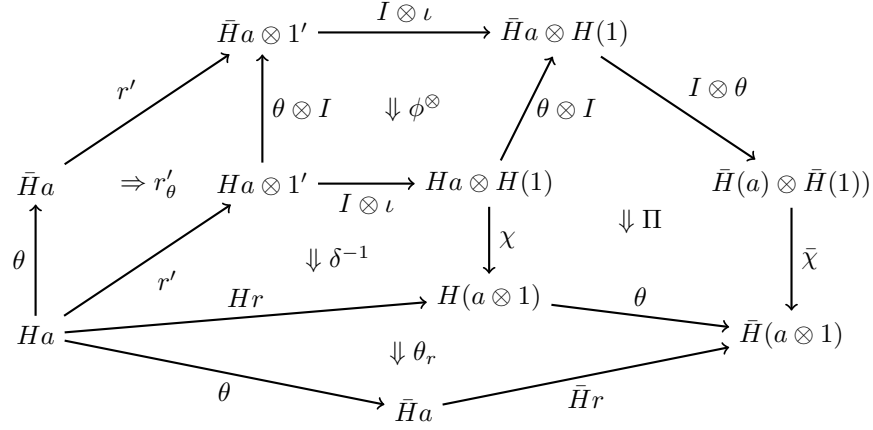 I ⊗ ι
H̄a ⊗ 1′ H̄a ⊗ H(1)
r′ θ ⊗ I ⇓ ϕ^⊗ θ ⊗ I I ⊗ θ
H̄a ⇒ r′_θ Ha ⊗ 1′ Ha ⊗ H(1) H̄(a) ⊗ H̄(1))
I ⊗ ι
θ r′ ⇓ δ⁻¹ χ ⇓ Π χ̄
Hr H(a ⊗ 1) θ
Ha H̄(a ⊗ 1)
⇓ θ_r
θ H̄r
H̄a